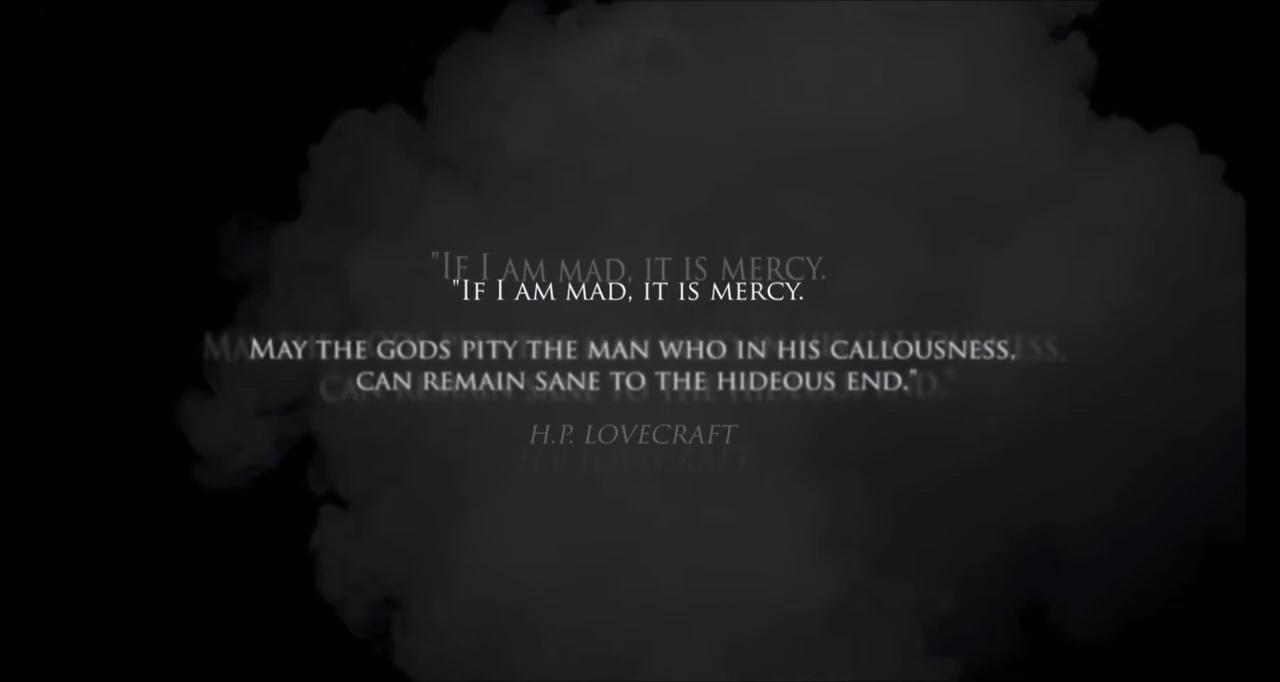 "If I am mad, it is mercy.
May the gods pity the man who in his callousness,
can remain sane to the hideous end."
H.P. LOVECRAFT